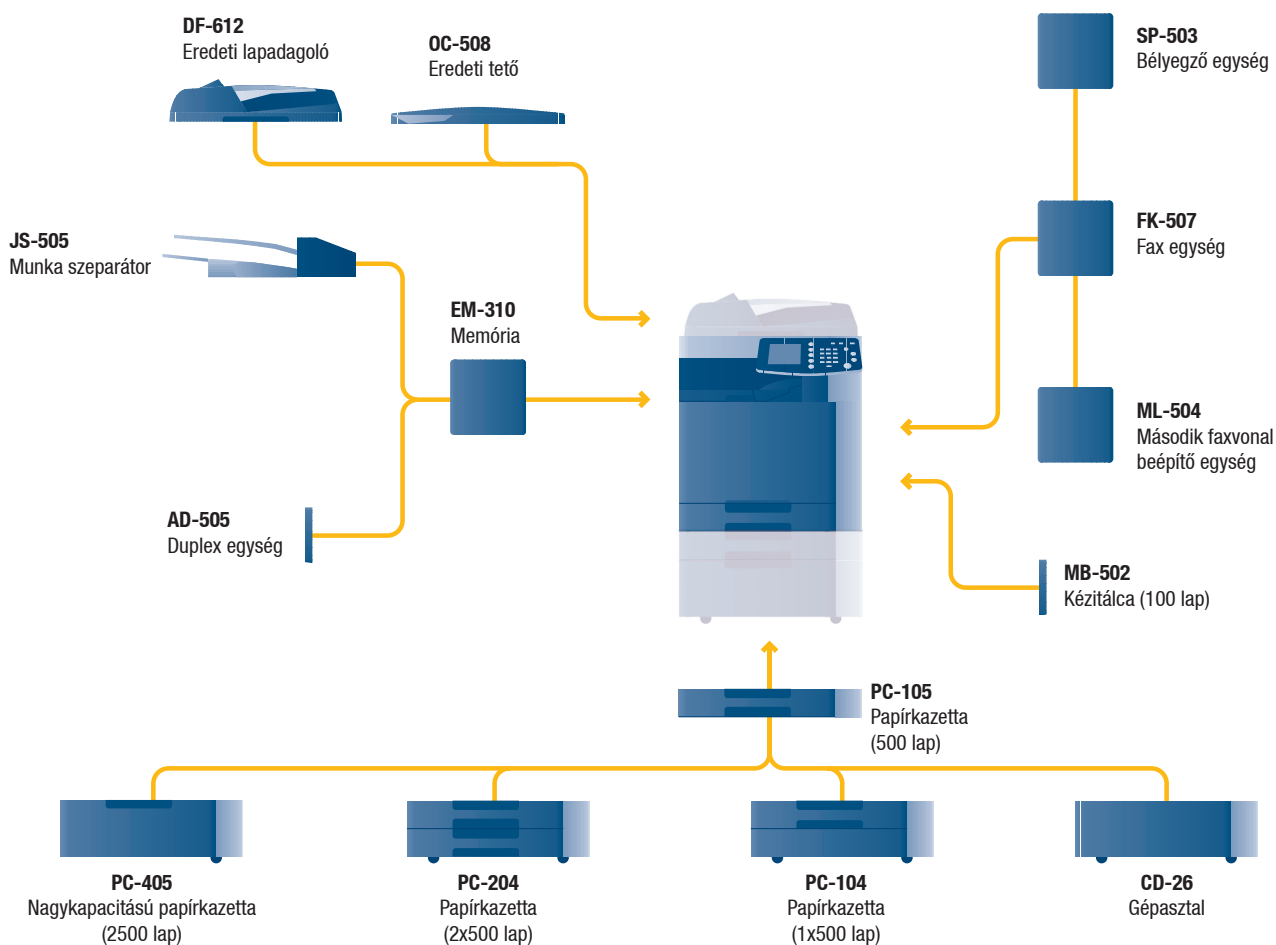 DF-612
Eredeti lapadagoló
OC-508
Eredeti tető
SP-503
Bélyegző egység
JS-505
Munka szeparátor
FK-507
Fax egység
EM-310
Memória
ML-504
Második faxvonal
beépítő egység
AD-505
Duplex egység
MB-502
Kézitálca (100 lap)
PC-105
Papírkazetta
(500 lap)
PC-405
Nagykapacitású papírkazetta
(2500 lap)
PC-204
Papírkazetta
(2x500 lap)
PC-104
Papírkazetta
(1x500 lap)
CD-26
Gépasztal